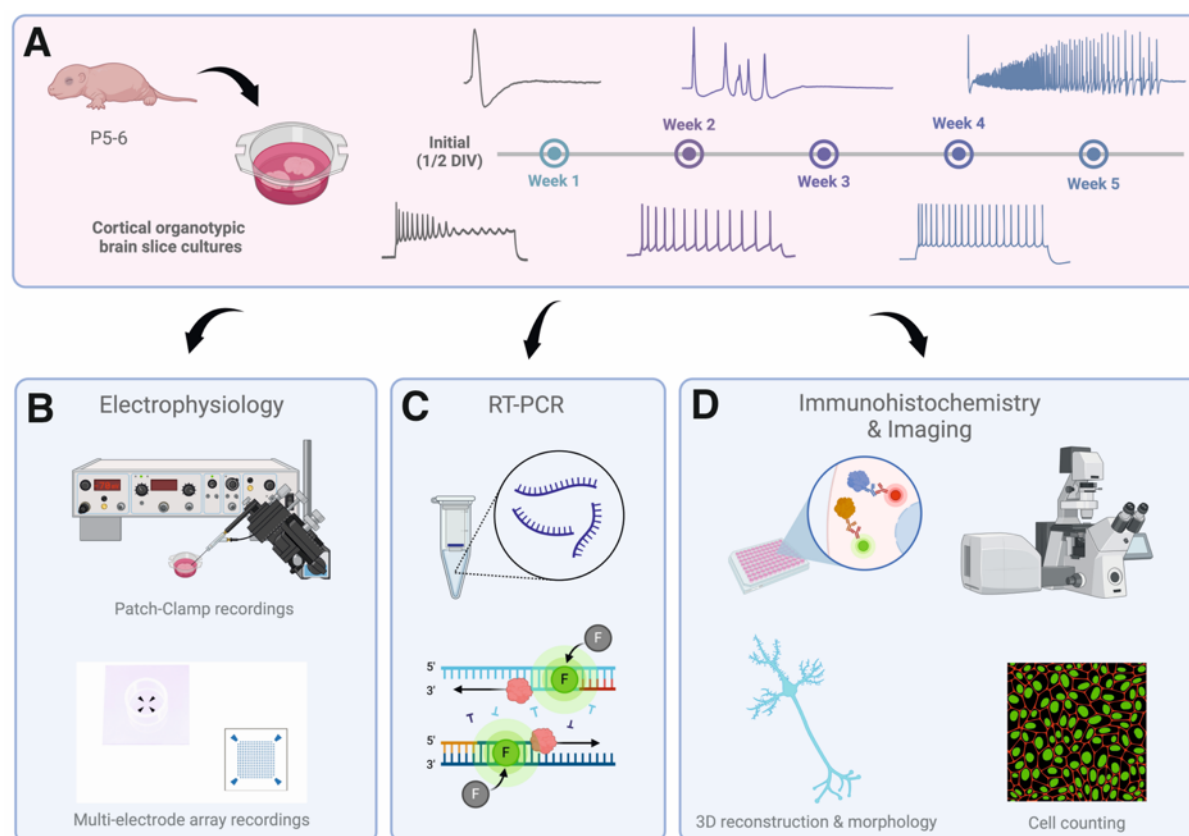 A
P5-6
Cortical organotypic
brain slice cultures
Initial
(1/2 DIV)
Week 1
Week 2
Week 3
Week 4
Week 5
B
Electrophysiology
Patch-Clamp recordings
Multi-electrode array recordings
C
RT-PCR
F
5'
F
3'
5'
F
3'
F
D
Immunohistochemistry
& Imaging
3D reconstruction & morphology
Cell counting